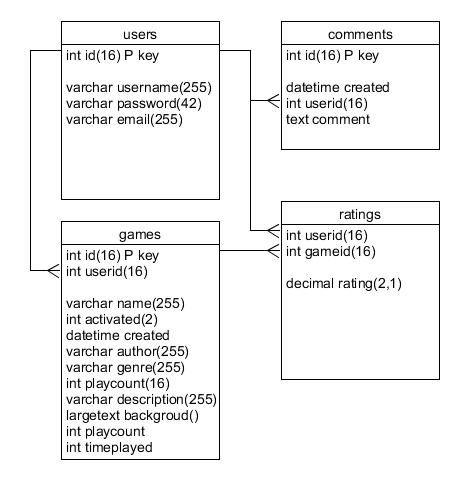 users
int id(16) P key
varchar username(255)
varchar password(42)
varchar email(255)
comments
int id(16) P key
datetime created
int userid(16)
text comment
games
int id(16) P key
int userid(16)
varchar name(255)
int activated(2)
datetime created
varchar author(255)
varchar genre(255)
int playcount(16)
varchar description(255)
largetext backgroud()
int playcount
int timeplayed
ratings
int userid(16)
int gameid(16)
decimal rating(2,1)